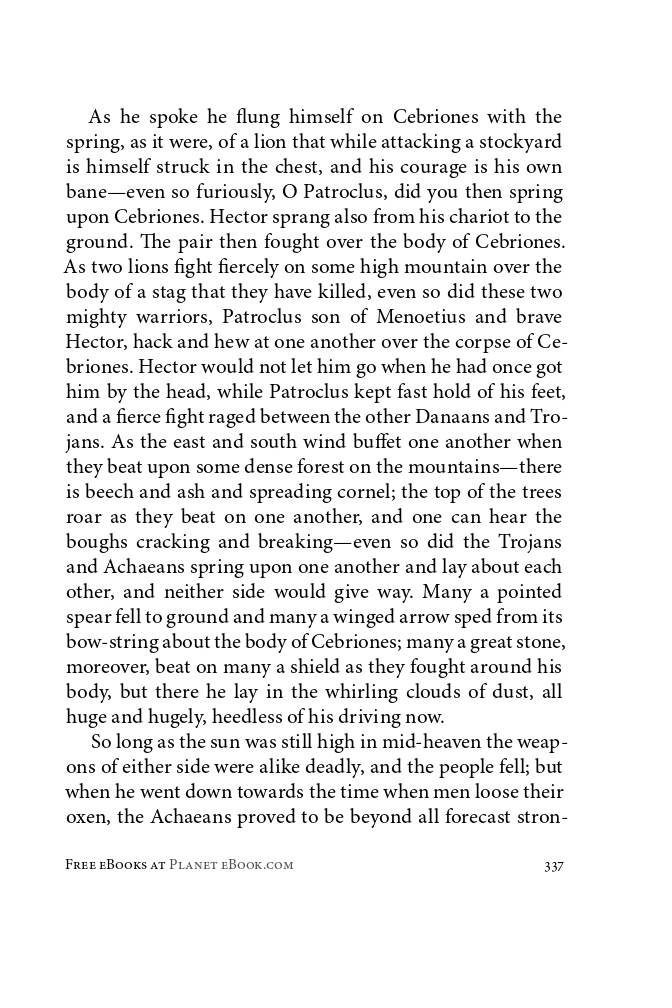 As he spoke he flung himself on Cebriones with the
spring, as it were, of a lion that while attacking a stockyard
is himself struck in the chest, and his courage is his own
bane—even so furiously, O Patroclus, did you then spring
upon Cebriones. Hector sprang also from his chariot to the
ground. The pair then fought over the body of Cebriones.
As two lions fight fiercely on some high mountain over the
body of a stag that they have killed, even so did these two
mighty warriors, Patroclus son of Menoetius and brave
Hector, hack and hew at one another over the corpse of Ce-
briones. Hector would not let him go when he had once got
him by the head, while Patroclus kept fast hold of his feet,
and a fierce fight raged between the other Danaans and Tro-
jans. As the east and south wind buffet one another when
they beat upon some dense forest on the mountains—there
is beech and ash and spreading cornel; the top of the trees
roar as they beat on one another, and one can hear the
boughs cracking and breaking—even so did the Trojans
and Achaeans spring upon one another and lay about each
other, and neither side would give way. Many a pointed
spear fell to ground and many a winged arrow sped from its
bow-string about the body of Cebriones; many a great stone,
moreover, beat on many a shield as they fought around his
body, but there he lay in the whirling clouds of dust, all
huge and hugely, heedless of his driving now.
So long as the sun was still high in mid-heaven the weap-
ons of either side were alike deadly, and the people fell; but
when he went down towards the time when men loose their
oxen, the Achaeans proved to be beyond all forecast stron-
Free eBooks at Planet eBook.com 337